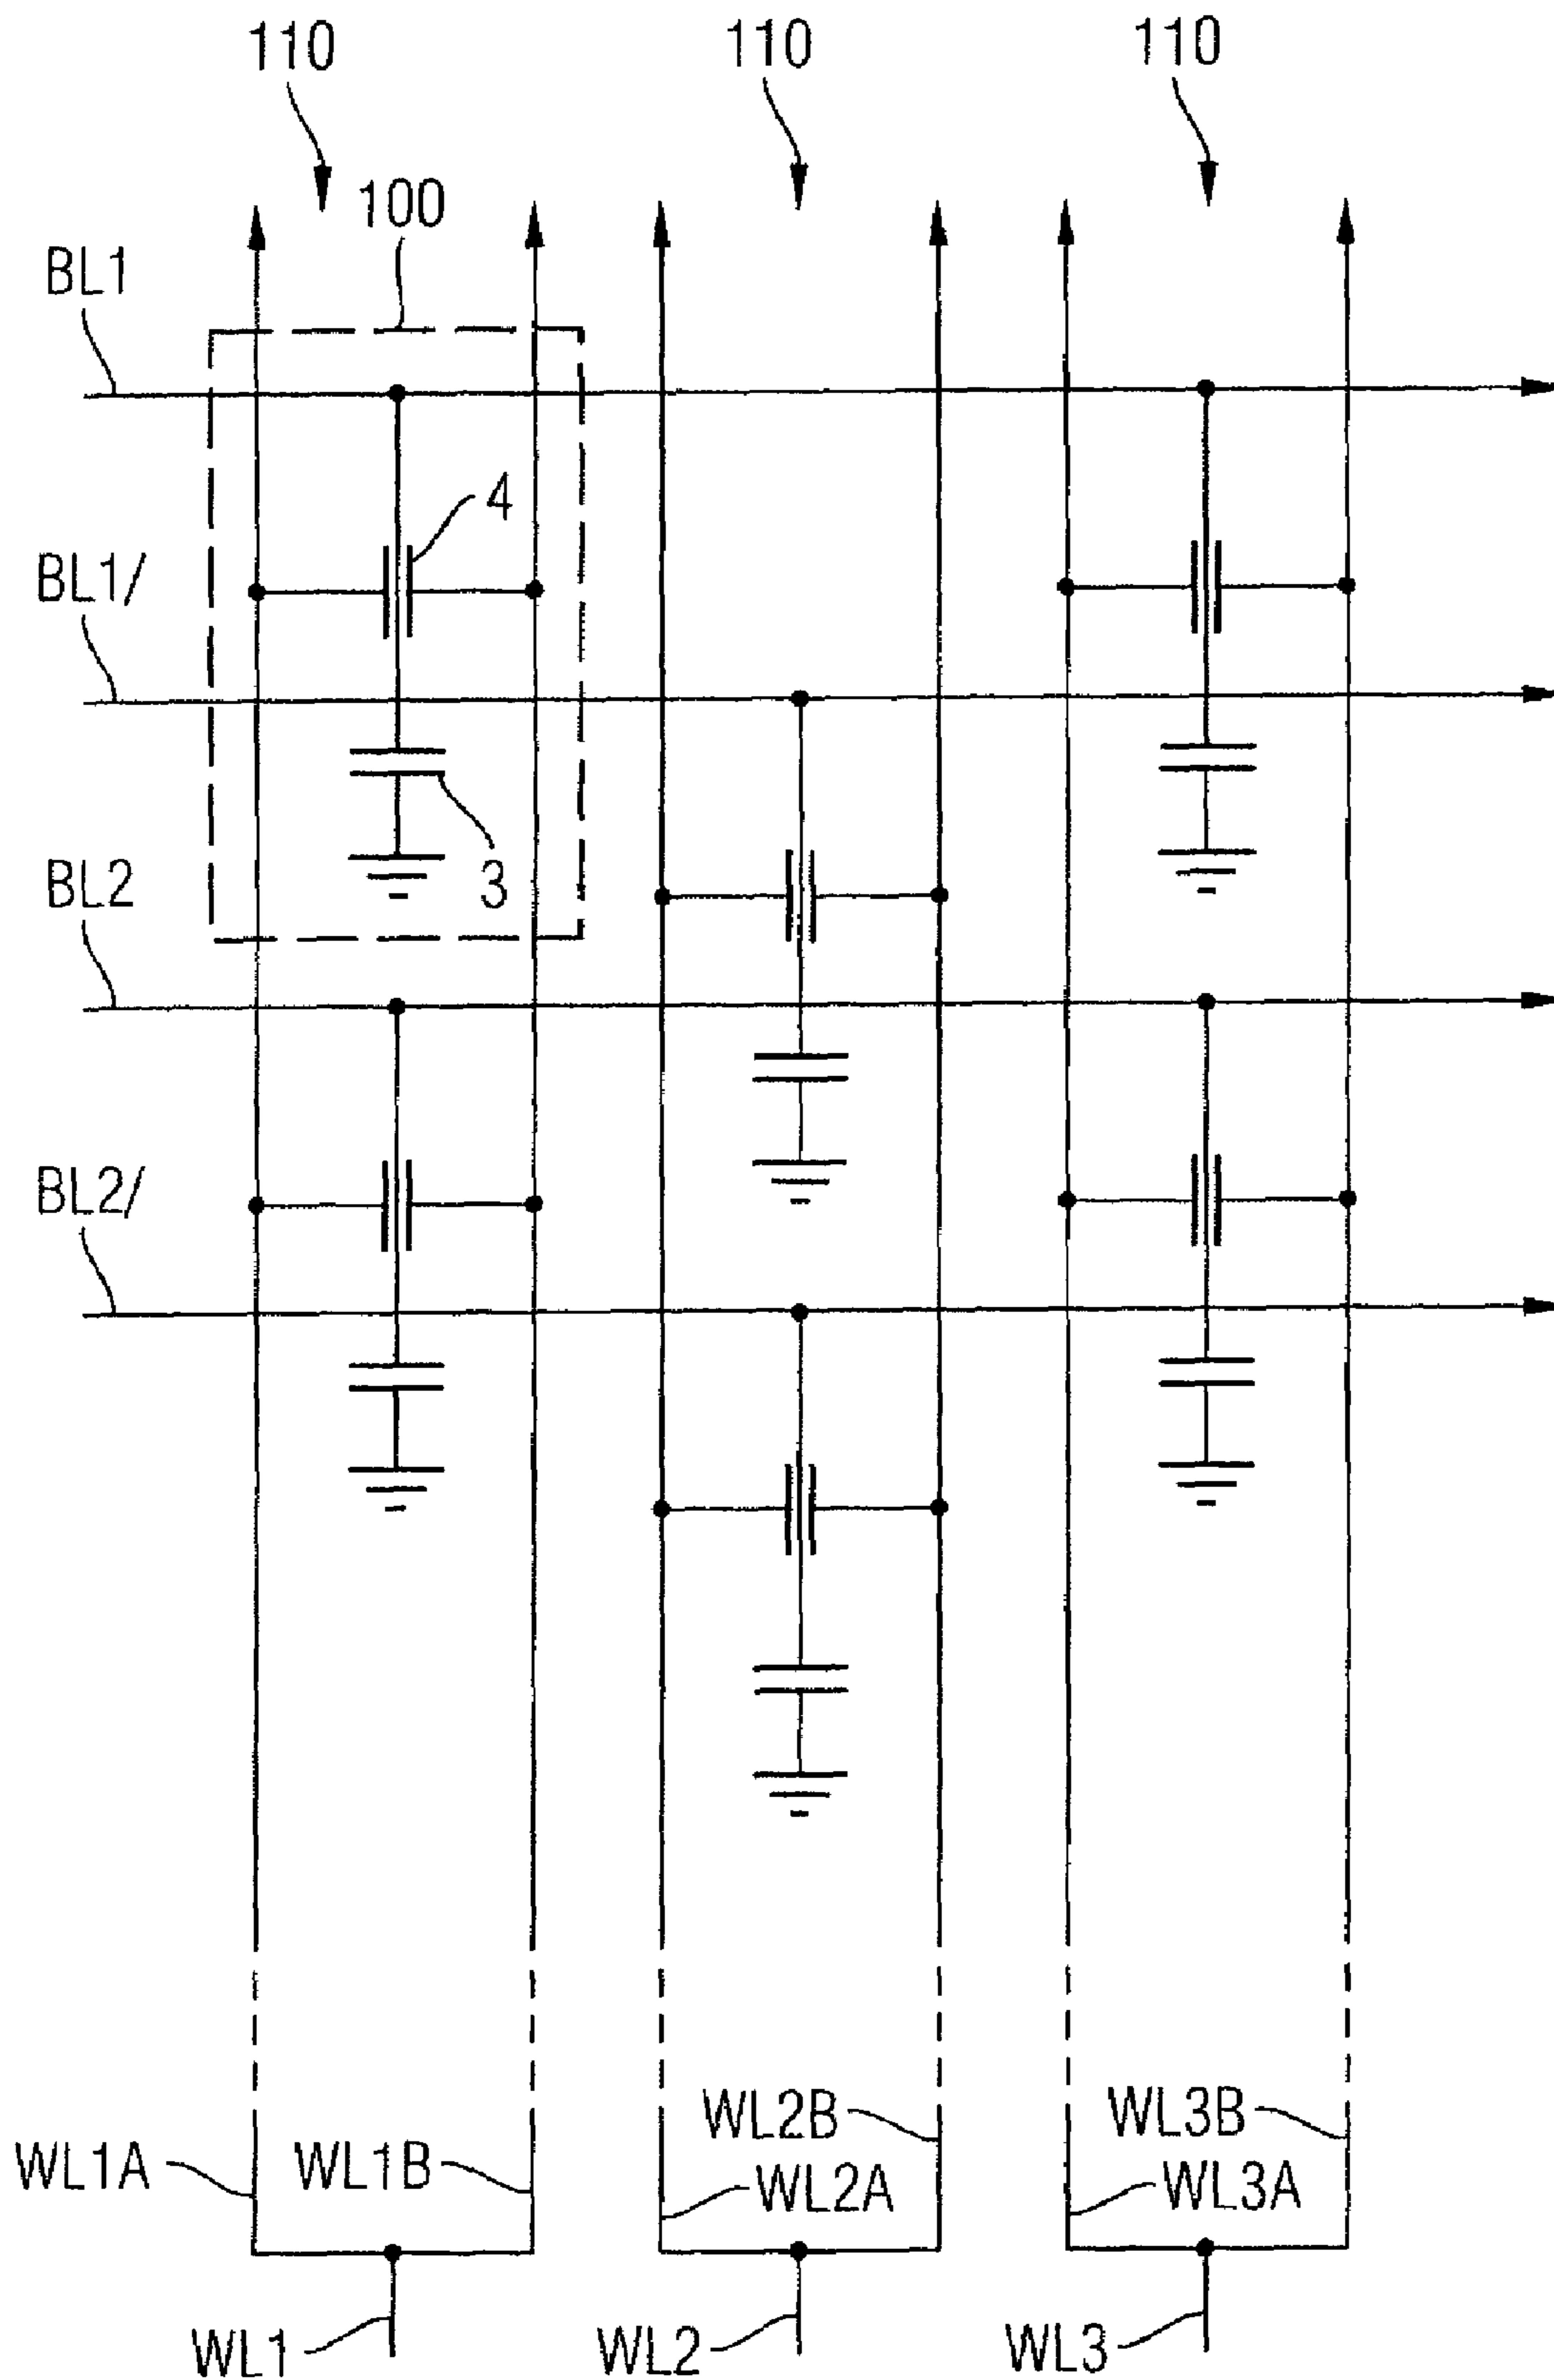 110 110 110
100
BL1
4
BL1/
BL2
3
BL2/
WL2B WL3B
WL1A WL1B WL2A WL3A
WL1 WL2 WL3